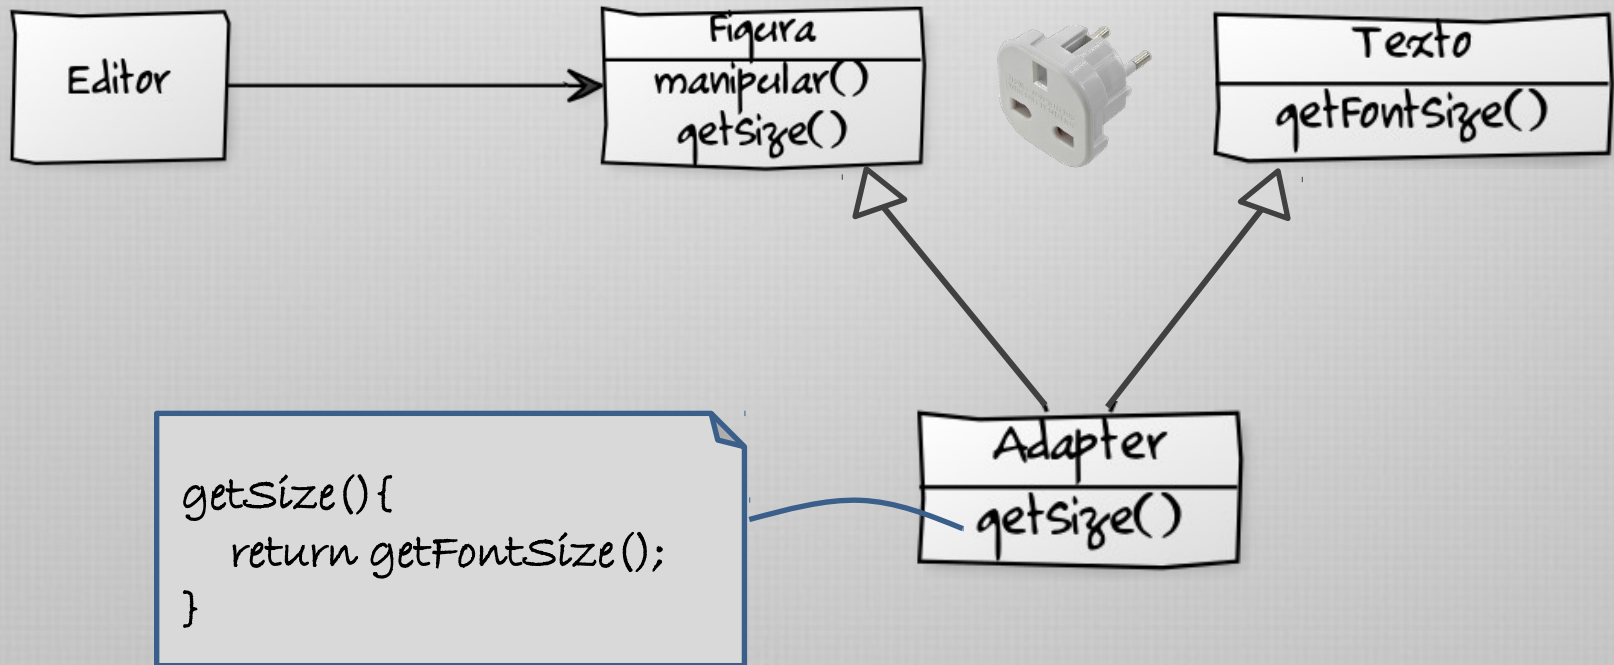 Editor
Figura
manipular()
getSize()
Texto
getFontSize()
Adapter
getSize()
getSize(){
return getFontSize();
}